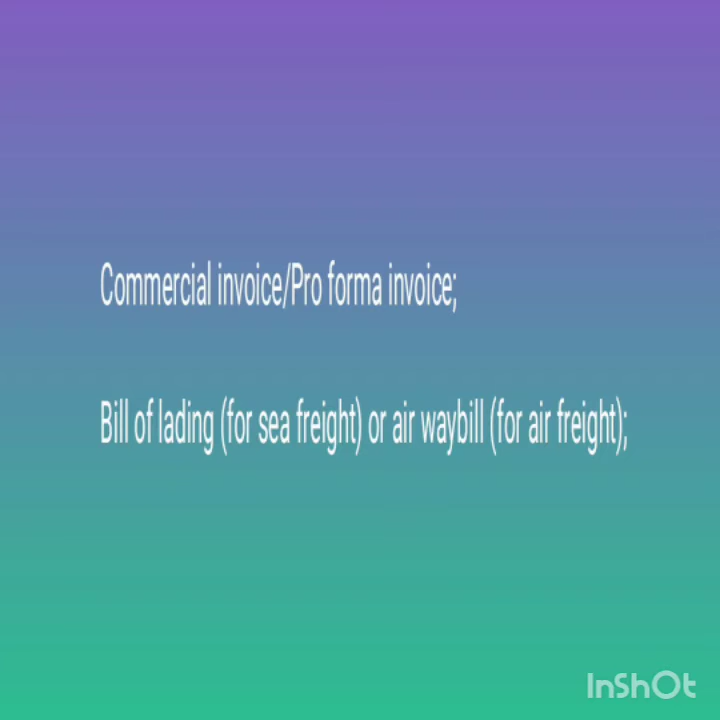 Commercial invoice/Pro forma invoice;
Bill of lading (for sea freight) or air waybill (for air freight);
InShOt